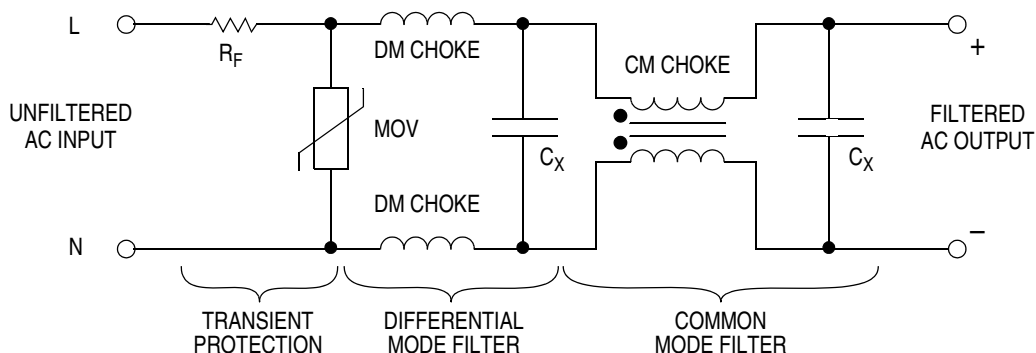 L
R_F
DM CHOKE
CM CHOKE
+
UNFILTERED
AC INPUT
MOV
C_X
C_X
FILTERED
AC OUTPUT
DM CHOKE
N
–
TRANSIENT
PROTECTION
DIFFERENTIAL
MODE FILTER
COMMON
MODE FILTER